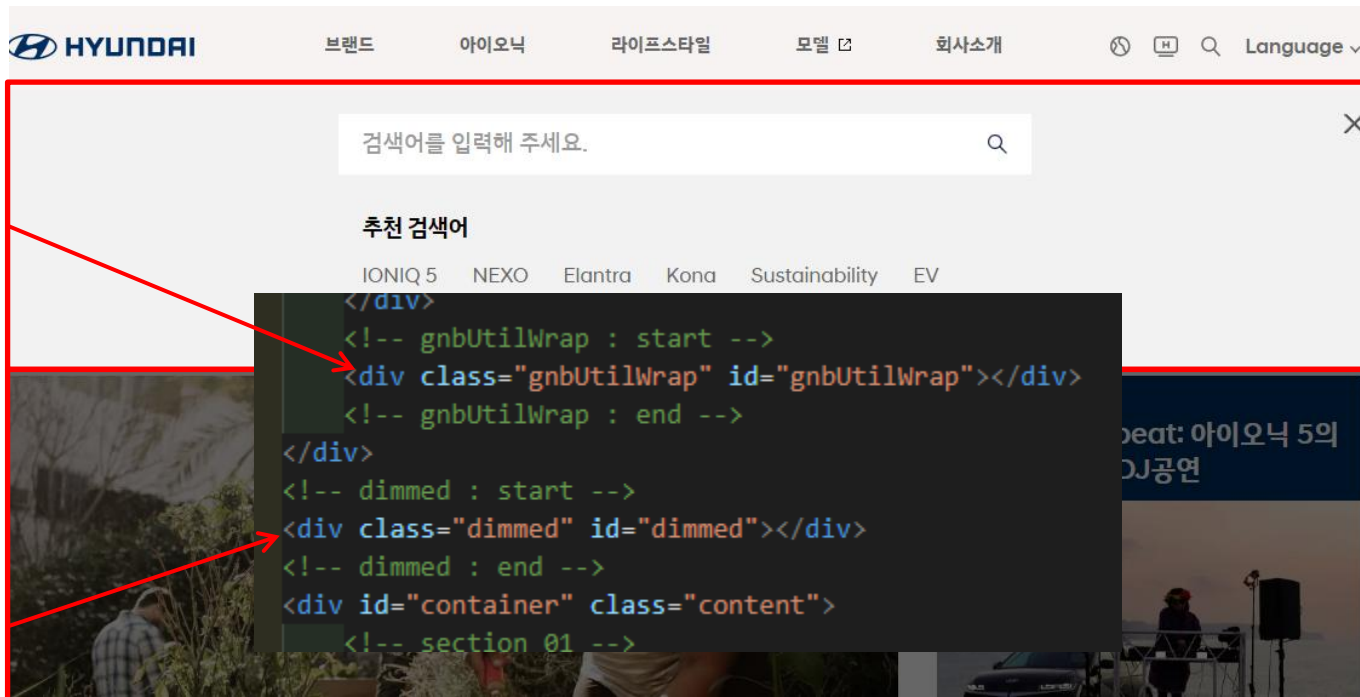 HYUNDAI 브랜드 아이오닉 라이프스타일 모델 회사소개 Language
검색어를 입력해 주세요.
추천 검색어
IONIQ 5 NEXO Elantra Kona Sustainability EV
</div>
<!-- gnbUtilWrap : start -->
<div class="gnbUtilWrap" id="gnbUtilWrap"></div>
<!-- gnbUtilWrap : end -->
</div>
<!-- dimmed : start -->
<div class="dimmed" id="dimmed"></div>
<!-- dimmed : end -->
<div id="container" class="content">
<!-- section 01 -->
beat: 아이오닉 5의
DJ공연